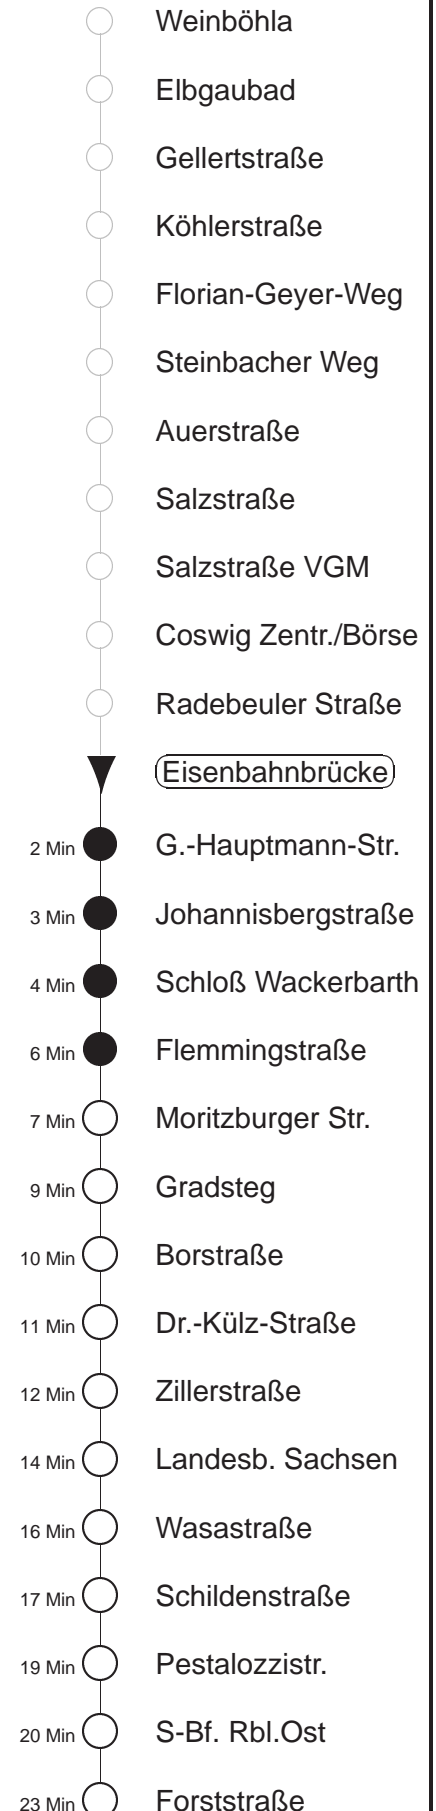 Weinböhla
Elbgaubad
Gellertstraße
Köhlerstraße
Florian-Geyer-Weg
Steinbacher Weg
Auerstraße
Salzstraße
Salzstraße VGM
Coswig Zentr./Börse
Radebeuler Straße
Eisenbahnbrücke
2 Min G.-Hauptmann-Str.
3 Min Johannisbergstraße
4 Min Schloß Wackerbarth
6 Min Flemmingstraße
7 Min Moritzburger Str.
9 Min Gradsteg
10 Min Borstraße
11 Min Dr.-Külz-Straße
12 Min Zillerstraße
14 Min Landesb. Sachsen
16 Min Wasastraße
17 Min Schildenstraße
19 Min Pestalozzistr.
20 Min S-Bf. Rbl.Ost
23 Min Forststraße